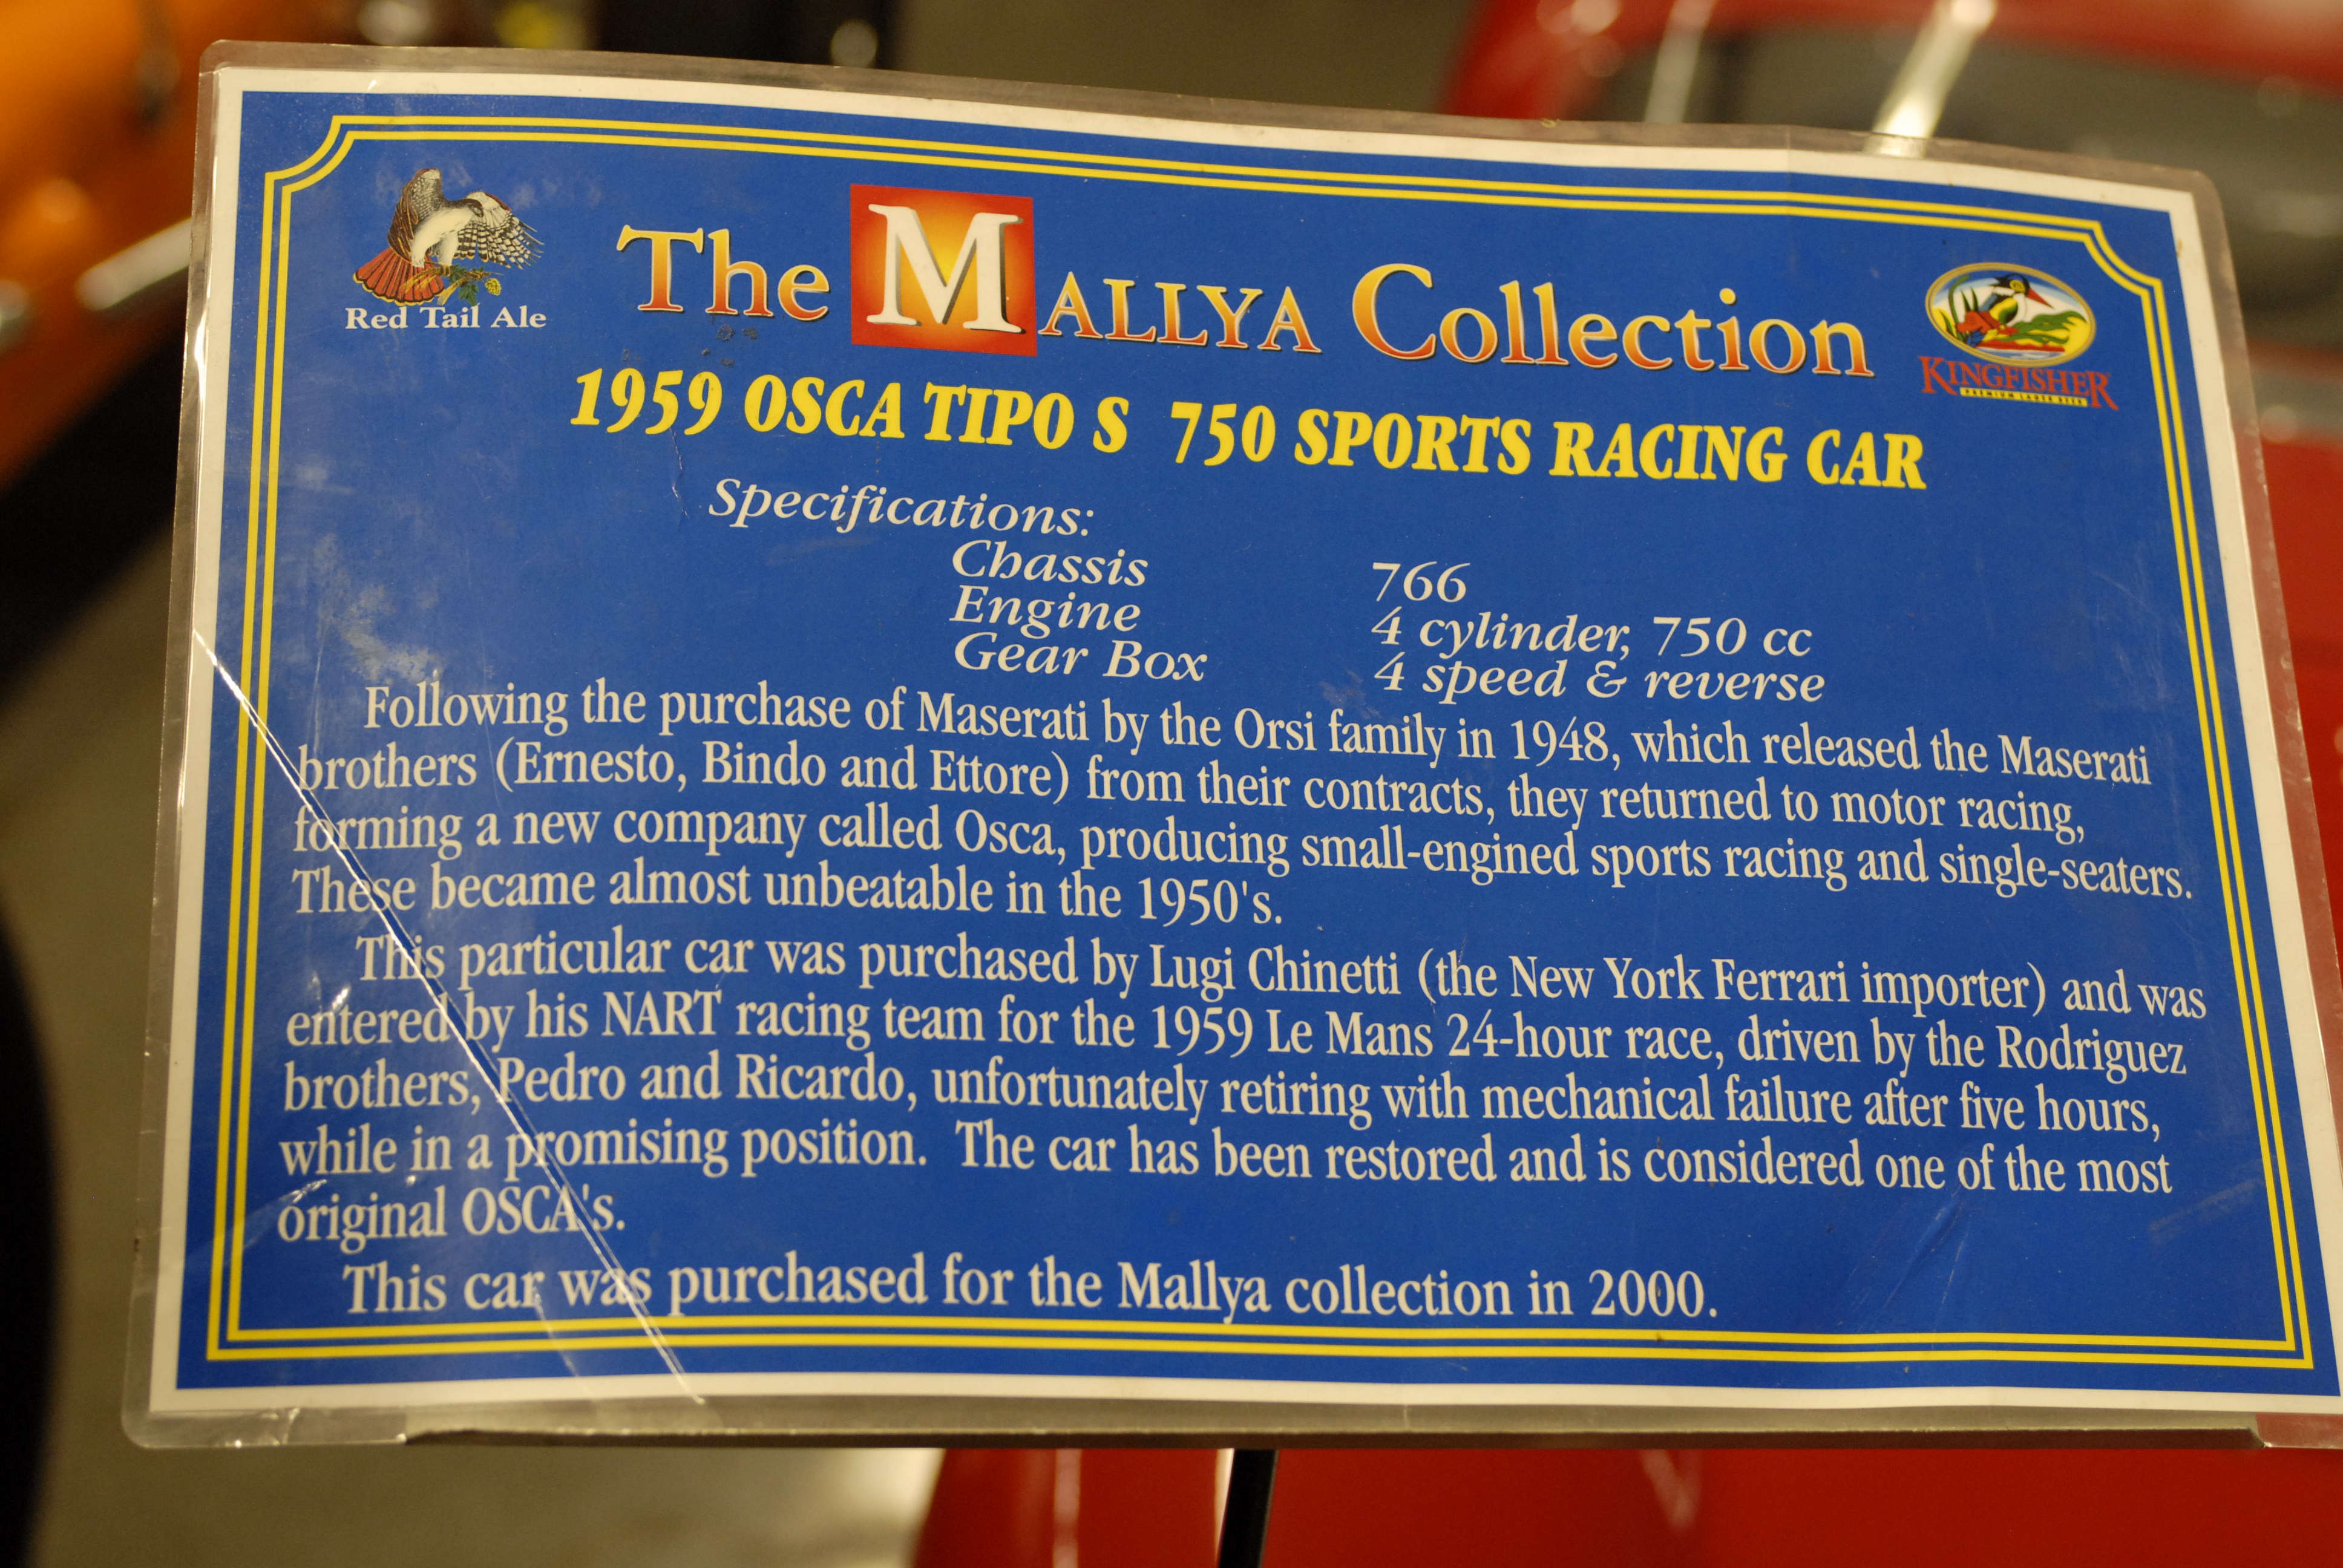 Red Tail Ale
The MALLYA Collection
KINGFISHER
PREMIUM LAGER BEER
1959 OSCA TIPO S 750 SPORTS RACING CAR
Specifications:
Chassis 766
Engine 4 cylinder, 750 cc
Gear Box 4 speed & reverse
Following the purchase of Maserati by the Orsi family in 1948, which released the Maserati
brothers (Ernesto, Bindo and Ettore) from their contracts, they returned to motor racing,
forming a new company called Osca, producing small-engined sports racing and single-seaters.
These became almost unbeatable in the 1950's.
This particular car was purchased by Lugi Chinetti (the New York Ferrari importer) and was
entered by his NART racing team for the 1959 Le Mans 24-hour race, driven by the Rodriguez
brothers, Pedro and Ricardo, unfortunately retiring with mechanical failure after five hours,
while in a promising position. The car has been restored and is considered one of the most
original OSCA's.
This car was purchased for the Mallya collection in 2000.